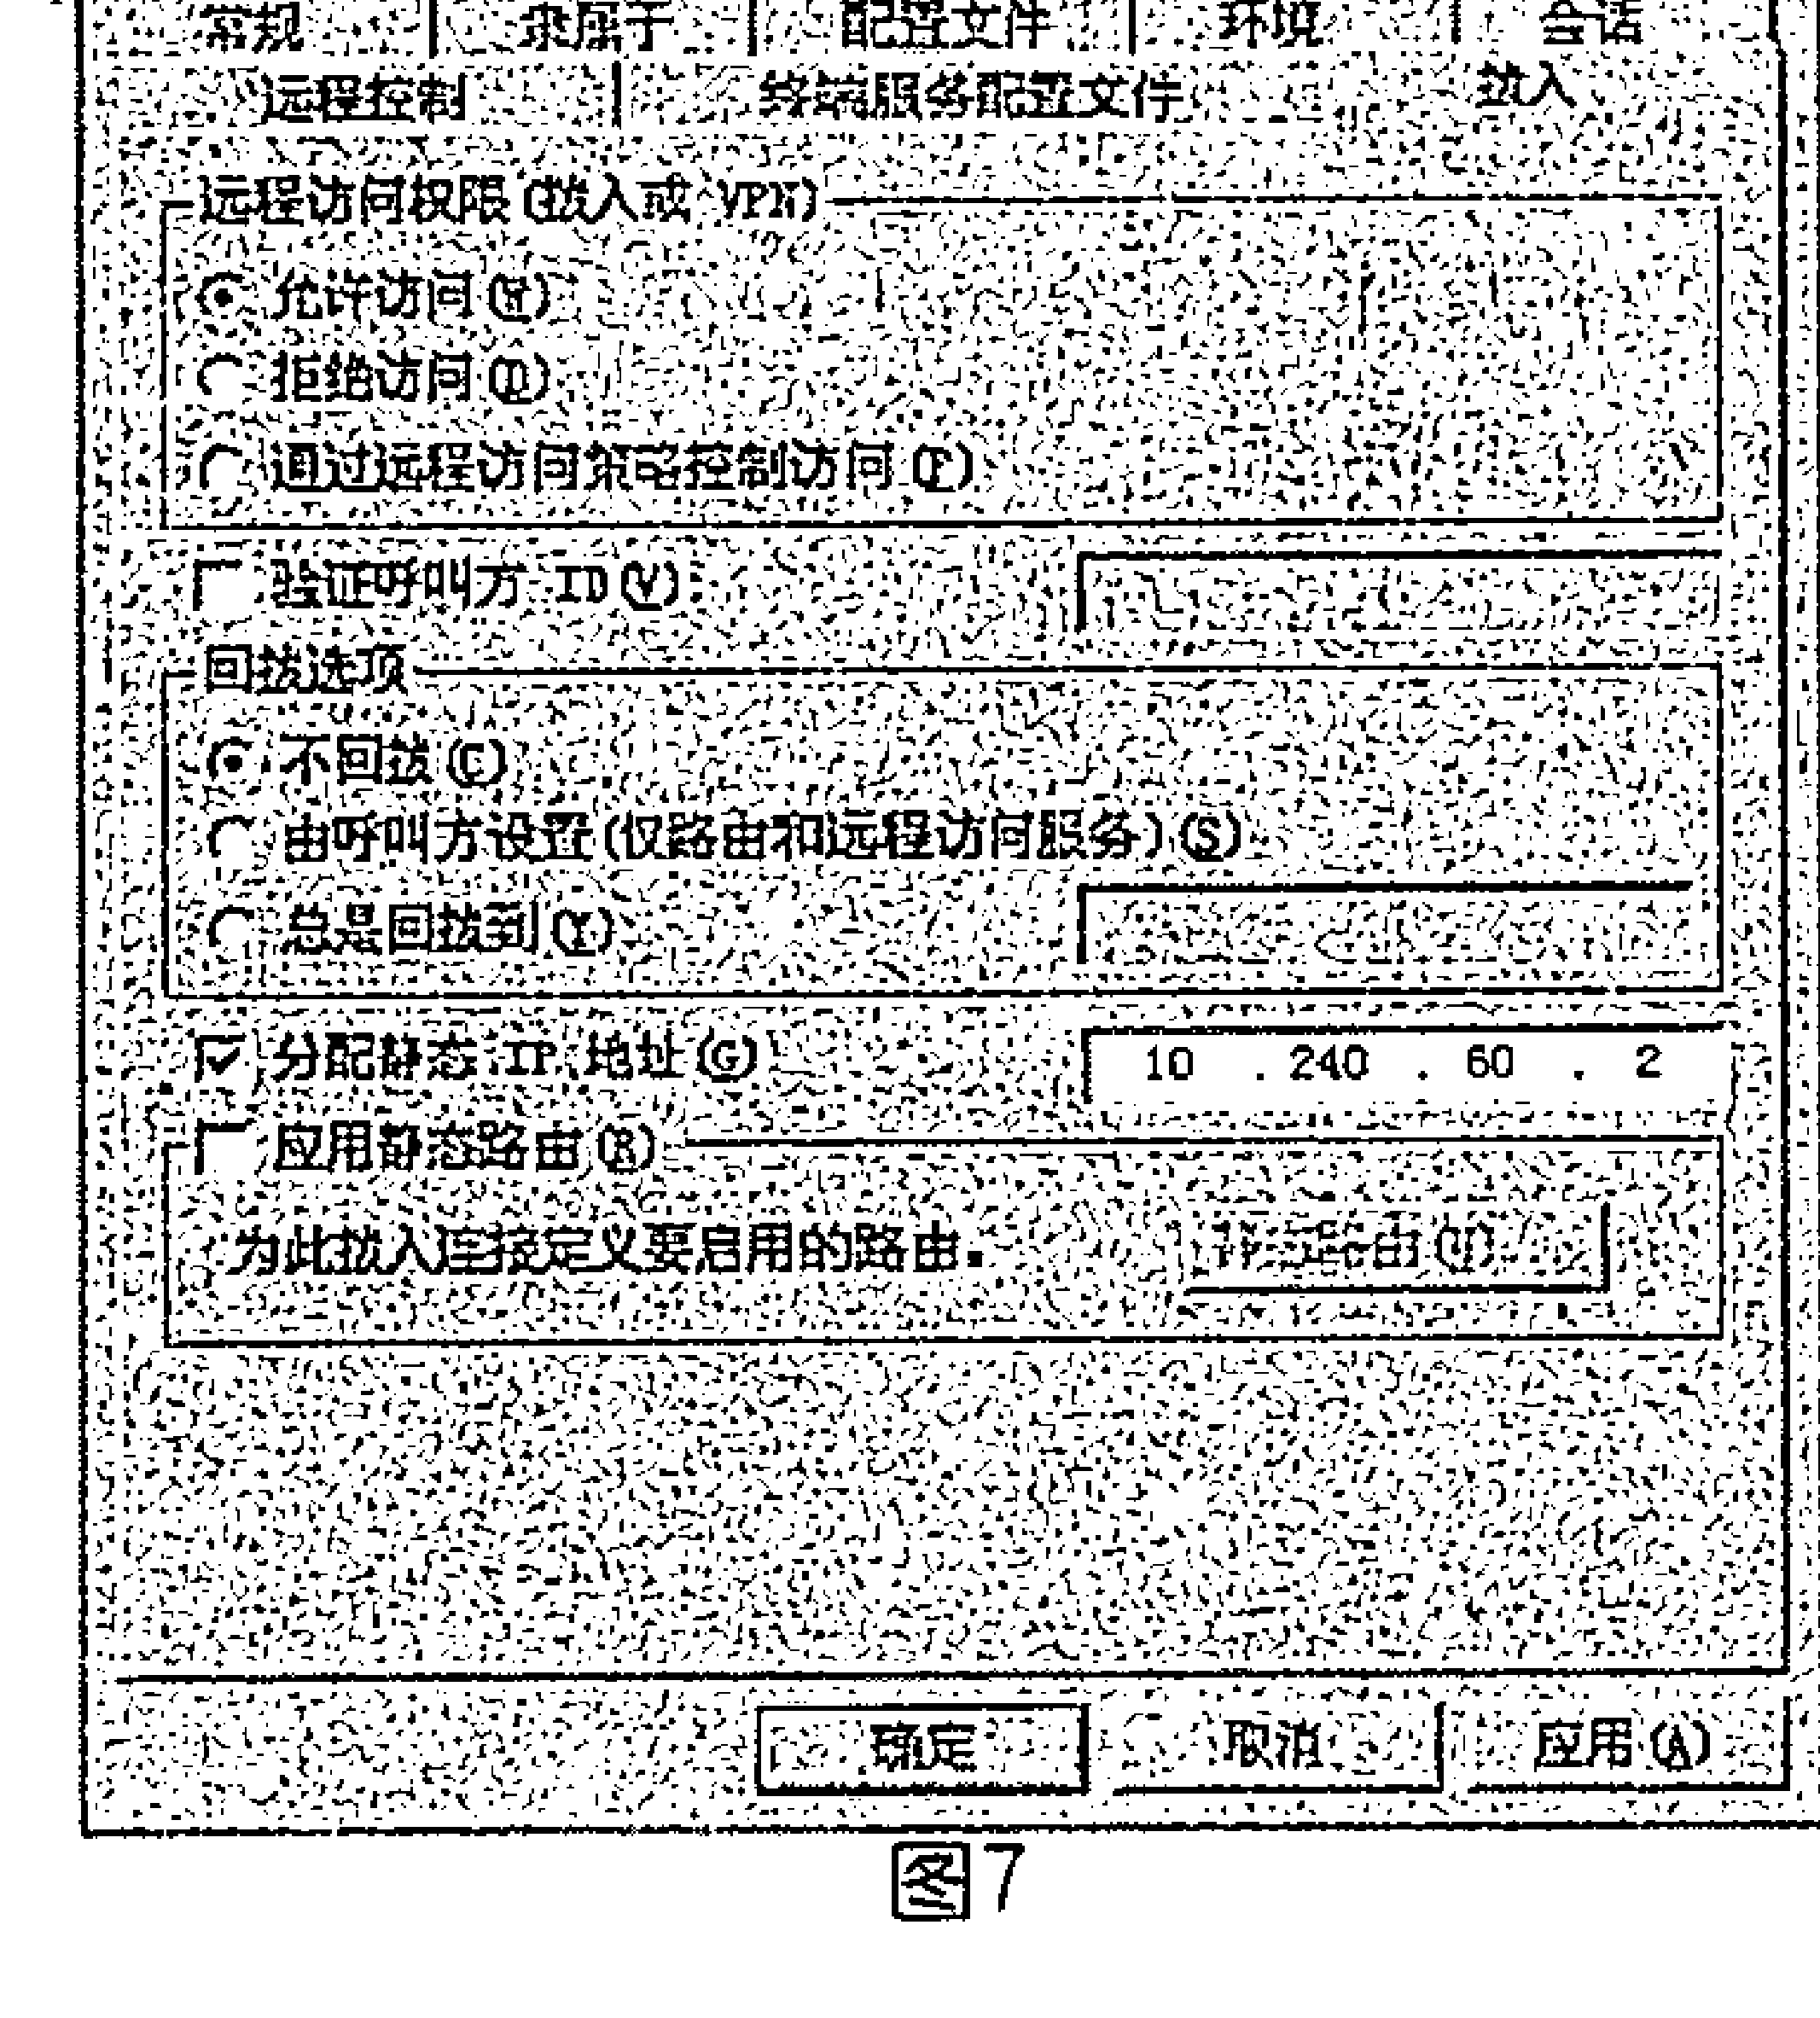 常规 隶属于 配置文件 环境 会话
远程控制 终端服务配置文件 拨入
远程访问权限(拨入或 VPN)
允许访问(W)
拒绝访问(D)
通过远程访问策略控制访问(P)
验证呼叫方 ID(V):
回拨选项
不回拨(C)
由呼叫方设置(仅路由和远程访问服务)(S)
总是回拨到(Y):
分配静态 IP 地址(G) 10 . 240 . 60 . 2
应用静态路由(R)
为此拨入连接定义要启用的路由. 静态路由(U)
确定 取消 应用(A)
图7